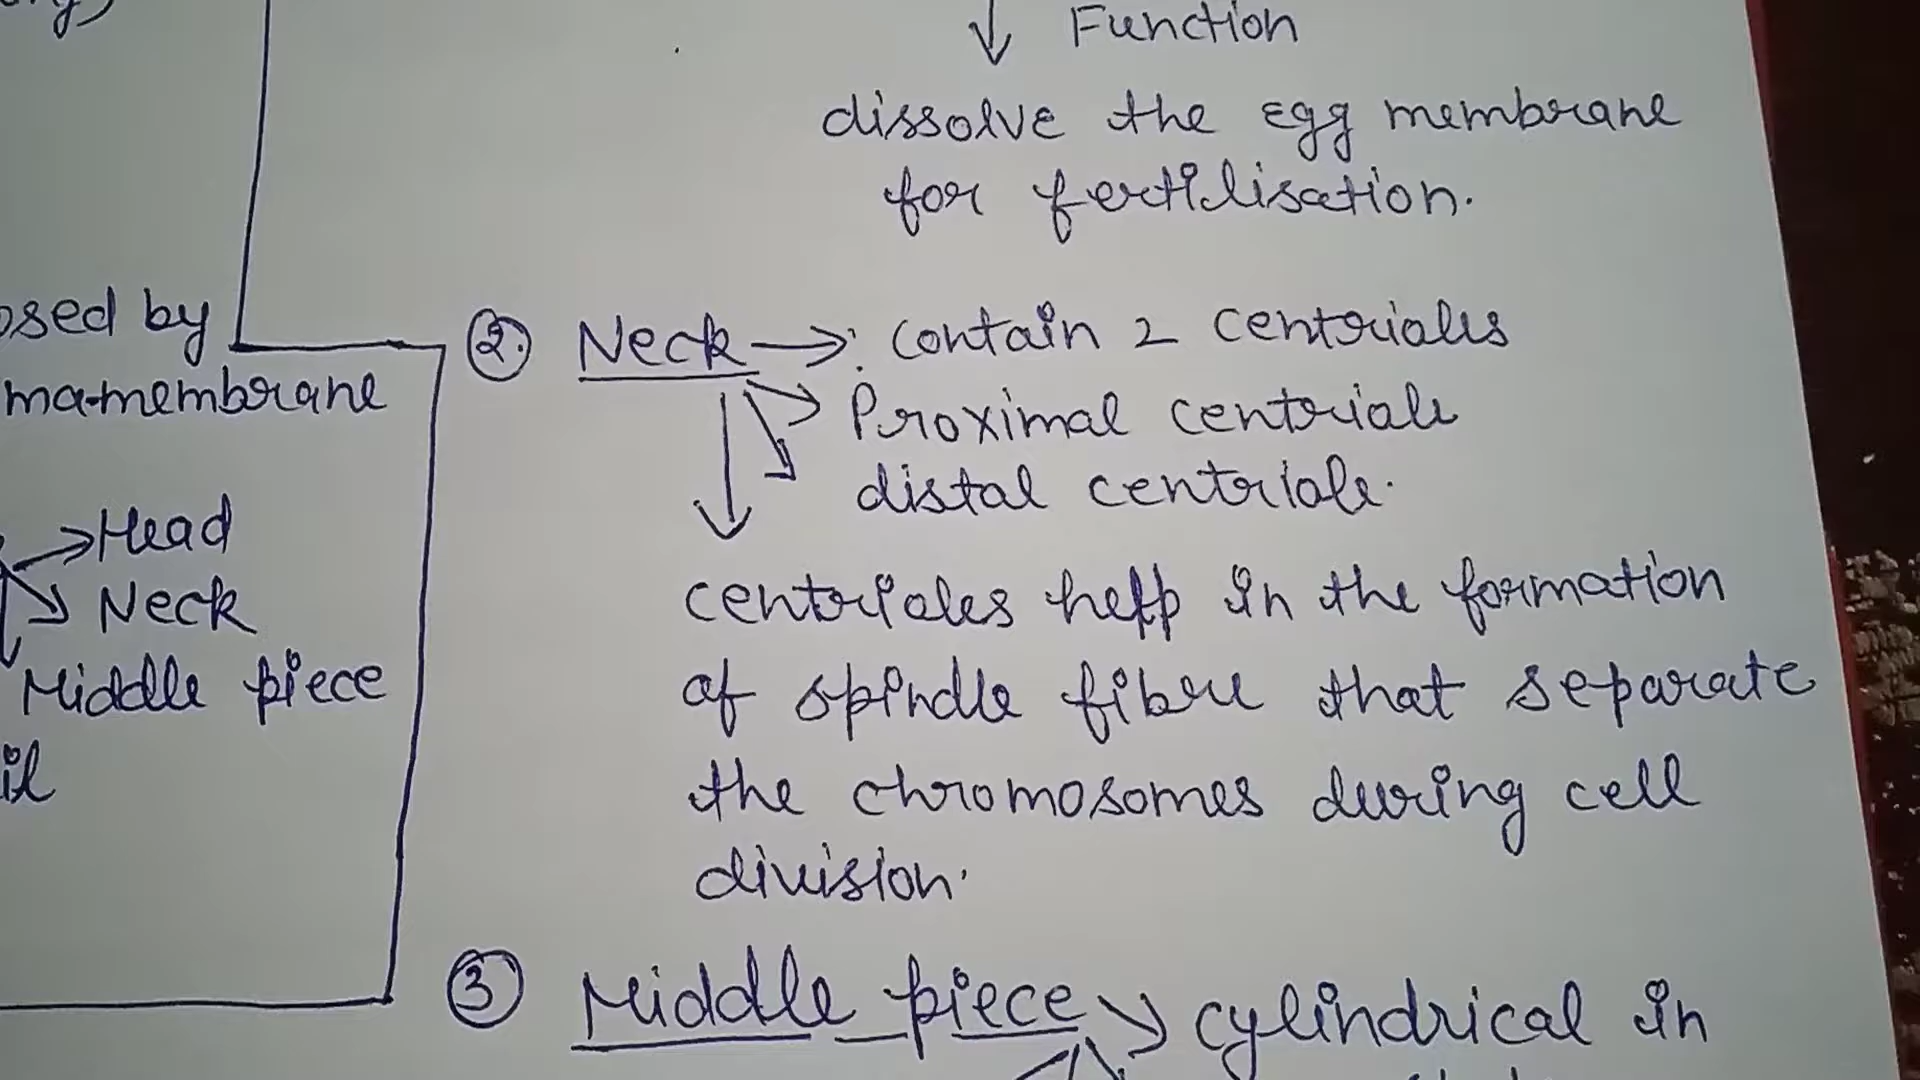 ↓ Function
dissolve the egg membrane
for fertilisation.
osed by
ma-membrane
→ Head
→ Neck
Middle piece
il
2. Neck →: contain 2 centrioles
→ Proximal centriole
distal centriole.
centrioles help in the formation
of spindle fibre that separate
the chromosomes during cell
division.
3 Middle piece → cylindrical in